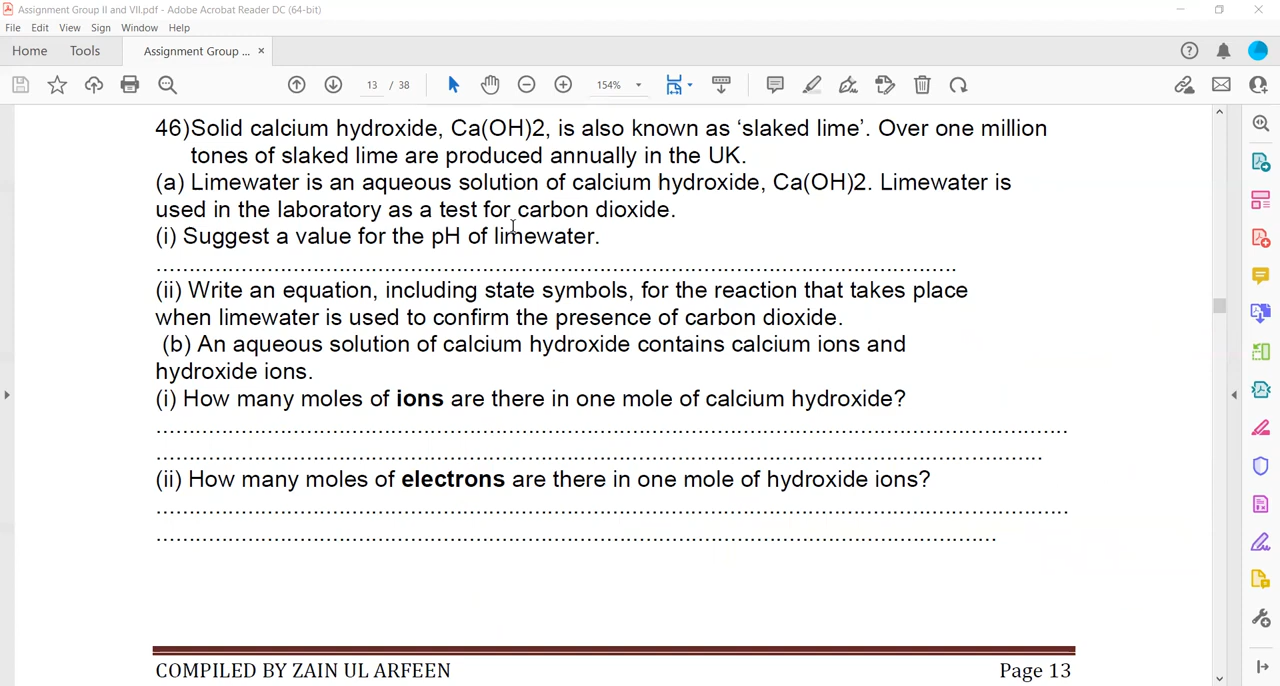 Assignment Group II and VII.pdf - Adobe Acrobat Reader DC (64-bit)
File Edit View Sign Window Help
Home Tools Assignment Group ... ×
13 / 38 154%
46)Solid calcium hydroxide, Ca(OH)2, is also known as ‘slaked lime’. Over one million
tones of slaked lime are produced annually in the UK.
(a) Limewater is an aqueous solution of calcium hydroxide, Ca(OH)2. Limewater is
used in the laboratory as a test for carbon dioxide.
(i) Suggest a value for the pH of limewater.
(ii) Write an equation, including state symbols, for the reaction that takes place
when limewater is used to confirm the presence of carbon dioxide.
(b) An aqueous solution of calcium hydroxide contains calcium ions and
hydroxide ions.
(i) How many moles of ions are there in one mole of calcium hydroxide?
(ii) How many moles of electrons are there in one mole of hydroxide ions?
COMPILED BY ZAIN UL ARFEEN Page 13